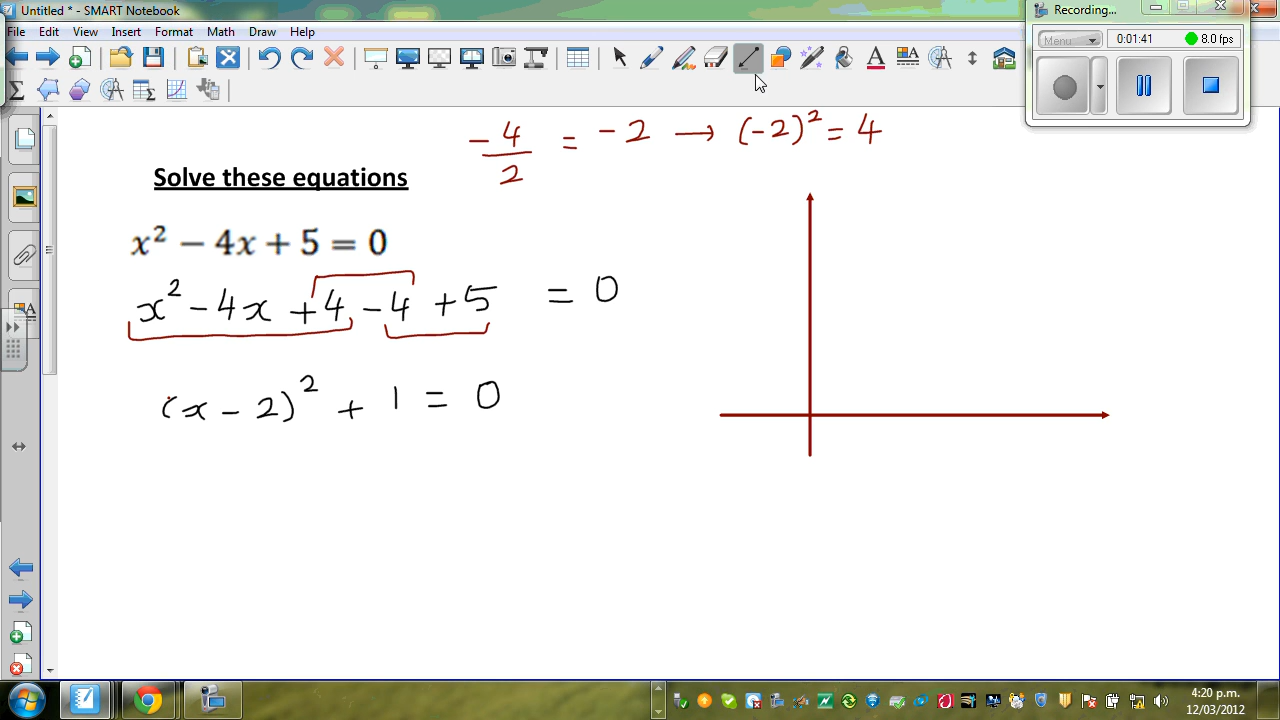 Untitled * - SMART Notebook
File Edit View Insert Format Math Draw Help
Recording...
Menu 0:01:41 8.0 fps
-4/2 = -2 → (-2)² = 4
Solve these equations
x² − 4x + 5 = 0
x² - 4x + 4 - 4 + 5 = 0
(x - 2)² + 1 = 0
4:20 p.m.
12/03/2012